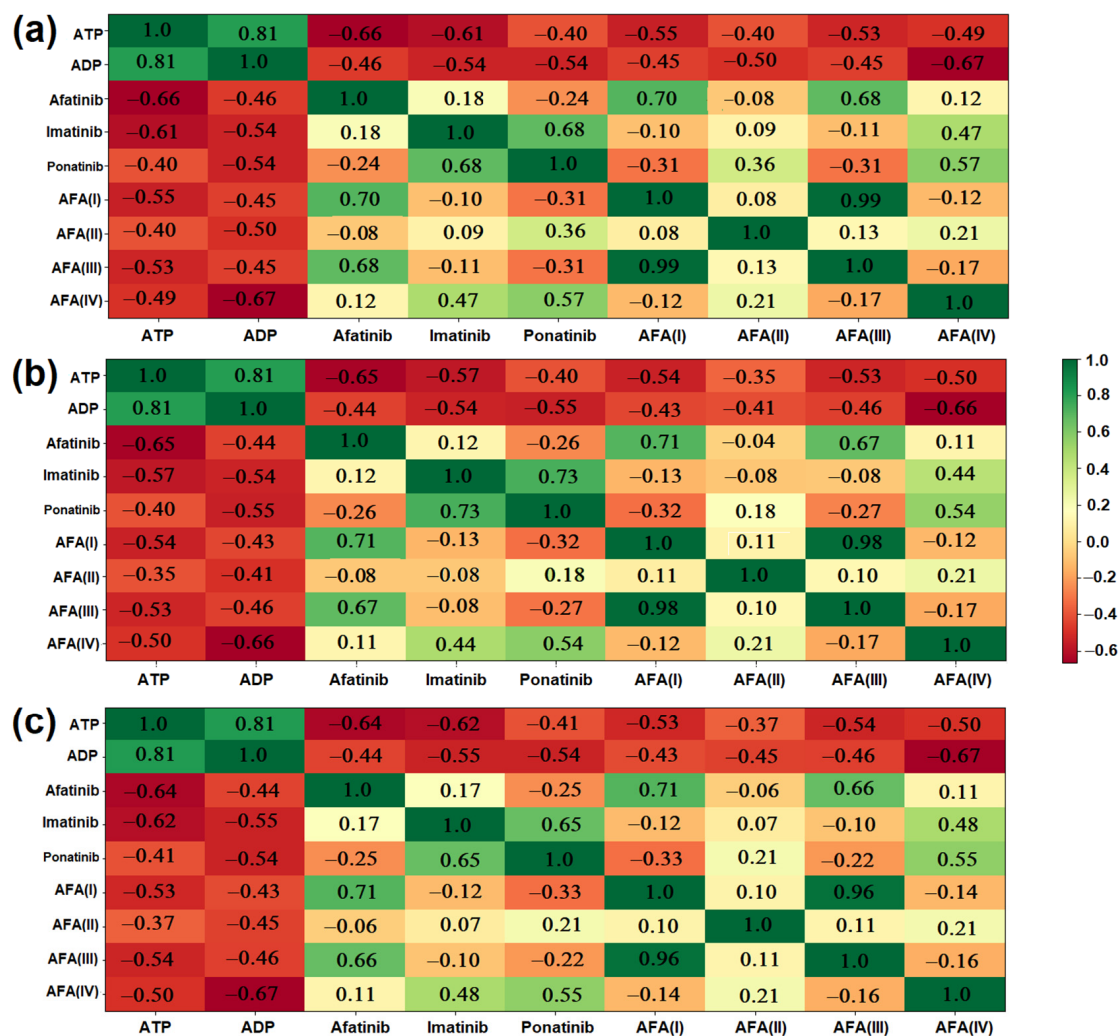 (a)
ATP 1.0 0.81 −0.66 −0.61 −0.40 −0.55 −0.40 −0.53 −0.49
ADP 0.81 1.0 −0.46 −0.54 −0.54 −0.45 −0.50 −0.45 −0.67
Afatinib −0.66 −0.46 1.0 0.18 −0.24 0.70 −0.08 0.68 0.12
Imatinib −0.61 −0.54 0.18 1.0 0.68 −0.10 0.09 −0.11 0.47
Ponatinib −0.40 −0.54 −0.24 0.68 1.0 −0.31 0.36 −0.31 0.57
AFA(I) −0.55 −0.45 0.70 −0.10 −0.31 1.0 0.08 0.99 −0.12
AFA(II) −0.40 −0.50 −0.08 0.09 0.36 0.08 1.0 0.13 0.21
AFA(III) −0.53 −0.45 0.68 −0.11 −0.31 0.99 0.13 1.0 −0.17
AFA(IV) −0.49 −0.67 0.12 0.47 0.57 −0.12 0.21 −0.17 1.0
ATP ADP Afatinib Imatinib Ponatinib AFA(I) AFA(II) AFA(III) AFA(IV)
(b)
ATP 1.0 0.81 −0.65 −0.57 −0.40 −0.54 −0.35 −0.53 −0.50
ADP 0.81 1.0 −0.44 −0.54 −0.55 −0.43 −0.41 −0.46 −0.66
Afatinib −0.65 −0.44 1.0 0.12 −0.26 0.71 −0.04 0.67 0.11
Imatinib −0.57 −0.54 0.12 1.0 0.73 −0.13 −0.08 −0.08 0.44
Ponatinib −0.40 −0.55 −0.26 0.73 1.0 −0.32 0.18 −0.27 0.54
AFA(I) −0.54 −0.43 0.71 −0.13 −0.32 1.0 0.11 0.98 −0.12
AFA(II) −0.35 −0.41 −0.08 −0.08 0.18 0.11 1.0 0.10 0.21
AFA(III) −0.53 −0.46 0.67 −0.08 −0.27 0.98 0.10 1.0 −0.17
AFA(IV) −0.50 −0.66 0.11 0.44 0.54 −0.12 0.21 −0.17 1.0
ATP ADP Afatinib Imatinib Ponatinib AFA(I) AFA(II) AFA(III) AFA(IV)
1.0
0.8
0.6
0.4
0.2
0.0
−0.2
−0.4
−0.6
(c)
ATP 1.0 0.81 −0.64 −0.62 −0.41 −0.53 −0.37 −0.54 −0.50
ADP 0.81 1.0 −0.44 −0.55 −0.54 −0.43 −0.45 −0.46 −0.67
Afatinib −0.64 −0.44 1.0 0.17 −0.25 0.71 −0.06 0.66 0.11
Imatinib −0.62 −0.55 0.17 1.0 0.65 −0.12 0.07 −0.10 0.48
Ponatinib −0.41 −0.54 −0.25 0.65 1.0 −0.33 0.21 −0.22 0.55
AFA(I) −0.53 −0.43 0.71 −0.12 −0.33 1.0 0.10 0.96 −0.14
AFA(II) −0.37 −0.45 −0.06 0.07 0.21 0.10 1.0 0.11 0.21
AFA(III) −0.54 −0.46 0.66 −0.10 −0.22 0.96 0.11 1.0 −0.16
AFA(IV) −0.50 −0.67 0.11 0.48 0.55 −0.14 0.21 −0.16 1.0
ATP ADP Afatinib Imatinib Ponatinib AFA(I) AFA(II) AFA(III) AFA(IV)